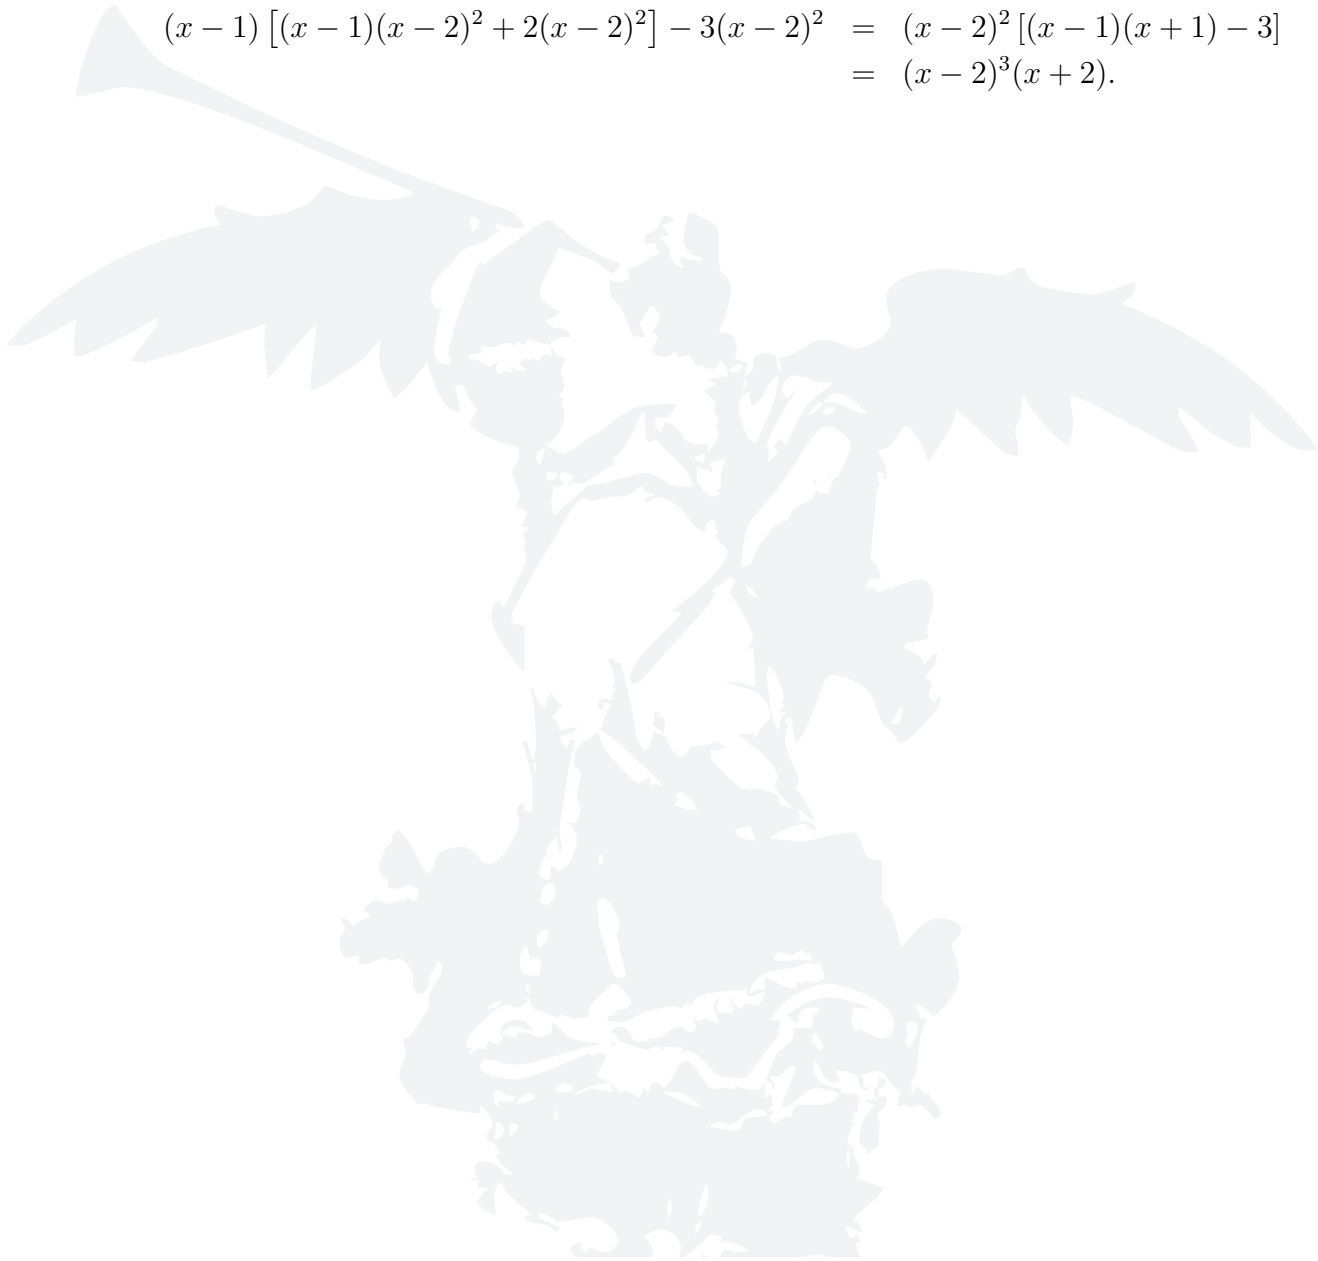 (x − 1) [(x − 1)(x − 2)² + 2(x − 2)²] − 3(x − 2)² = (x − 2)² [(x − 1)(x + 1) − 3]
= (x − 2)³(x + 2).